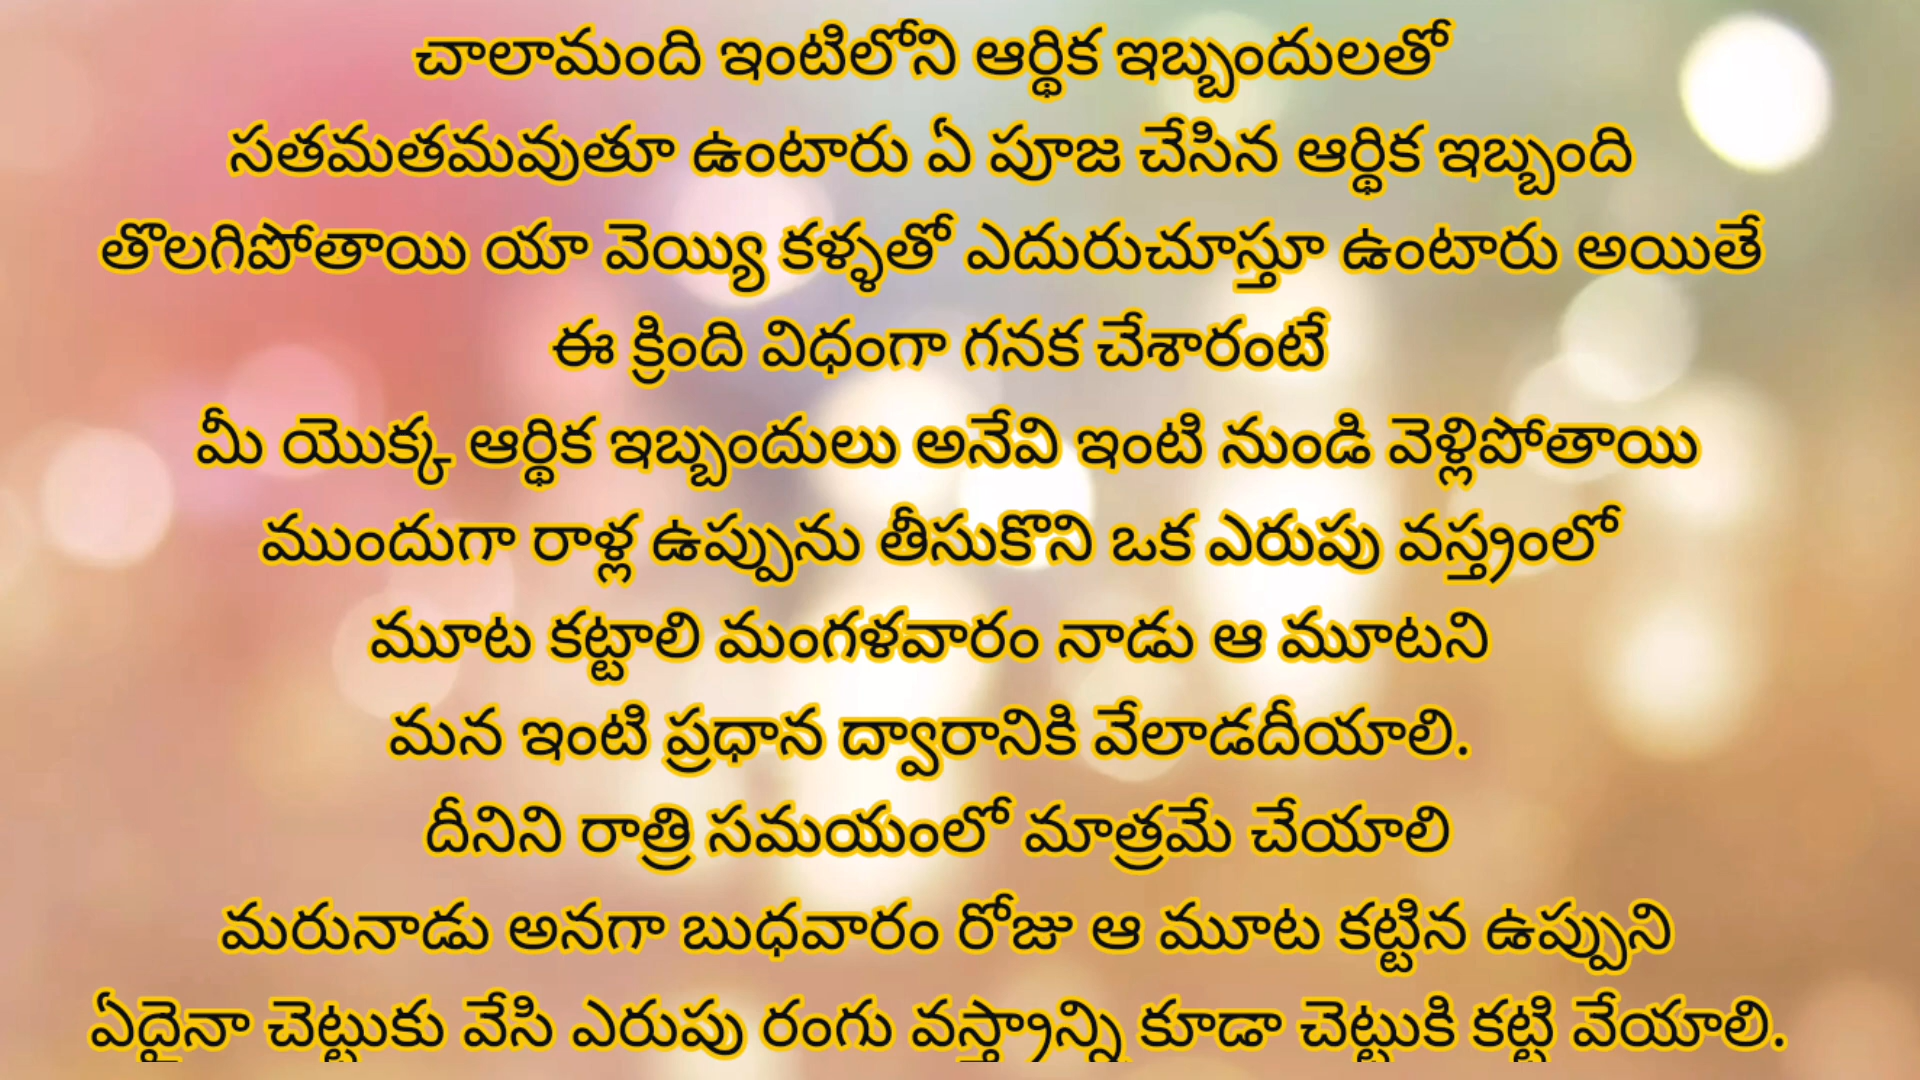 చాలామంది ఇంటిలోని ఆర్థిక ఇబ్బందులతో
సతమతమవుతూ ఉంటారు ఏ పూజ చేసిన ఆర్థిక ఇబ్బంది
తొలగిపోతాయి యా వెయ్యి కళ్ళతో ఎదురుచూస్తూ ఉంటారు అయితే
ఈ క్రింది విధంగా గనక చేశారంటే
మీ యొక్క ఆర్థిక ఇబ్బందులు అనేవి ఇంటి నుండి వెళ్లిపోతాయి
ముందుగా రాళ్ల ఉప్పును తీసుకొని ఒక ఎరుపు వస్త్రంలో
మూట కట్టాలి మంగళవారం నాడు ఆ మూటని
మన ఇంటి ప్రధాన ద్వారానికి వేలాడదీయాలి.
దీనిని రాత్రి సమయంలో మాత్రమే చేయాలి
మరునాడు అనగా బుధవారం రోజు ఆ మూట కట్టిన ఉప్పుని
ఏదైనా చెట్టుకు వేసి ఎరుపు రంగు వస్త్రాన్ని కూడా చెట్టుకి కట్టి వేయాలి.